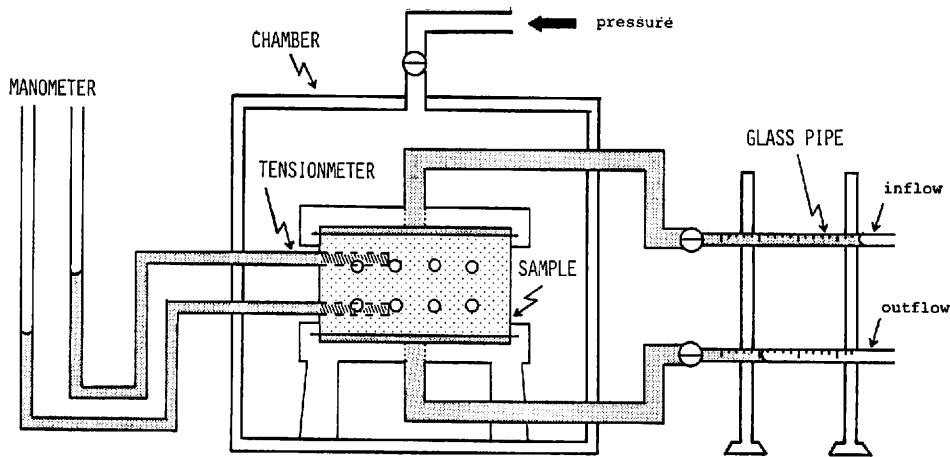 pressure
CHAMBER
MANOMETER
GLASS PIPE
TENSIONMETER
inflow
SAMPLE
outflow